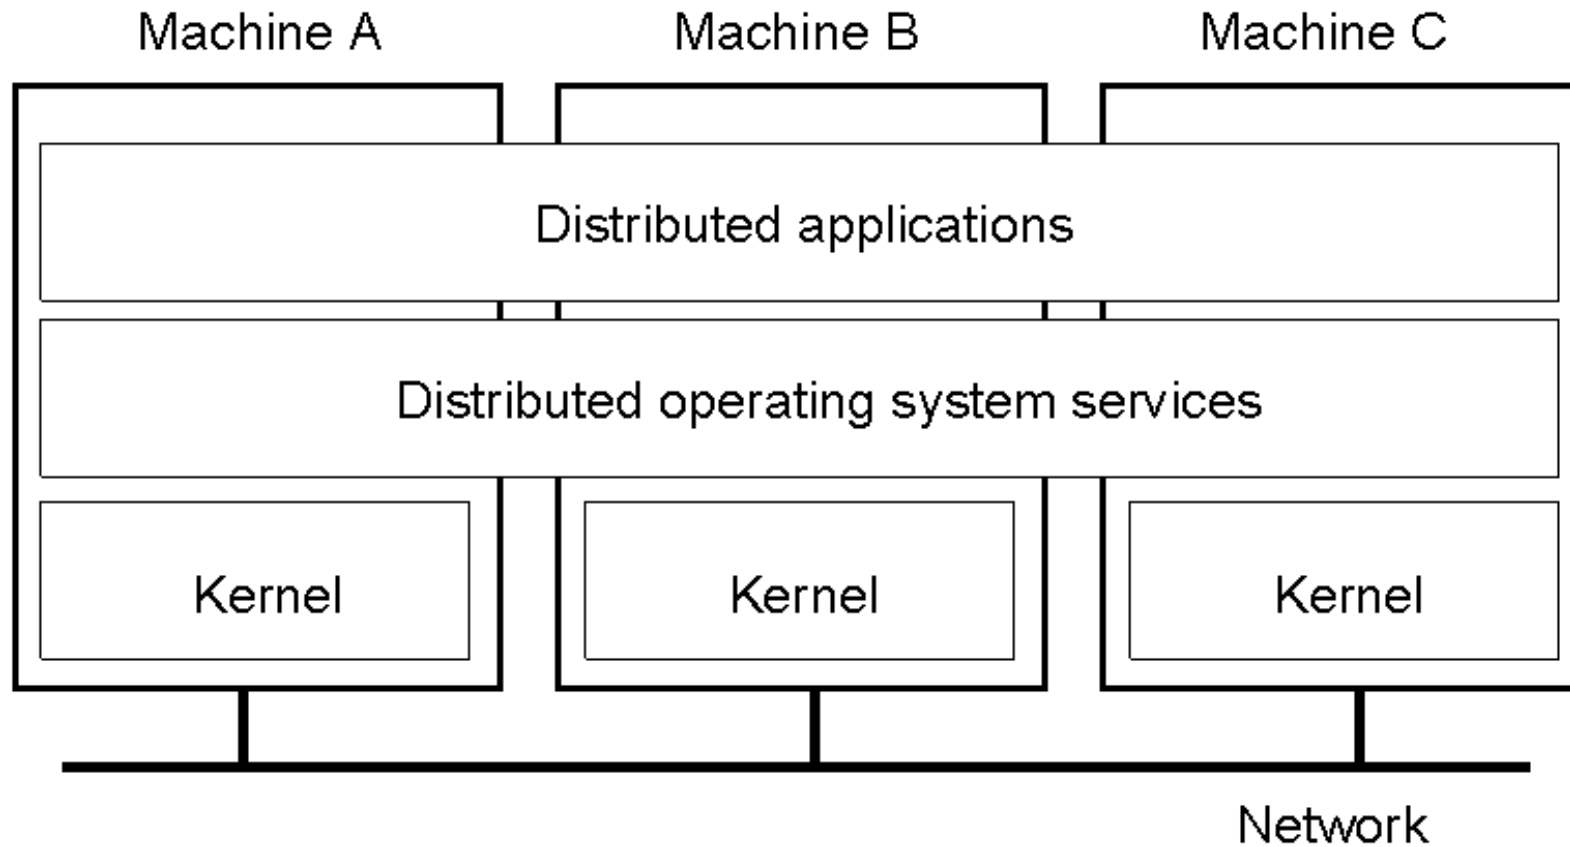 Machine A
Machine B
Machine C
Distributed applications
Distributed operating system services
Kernel
Kernel
Kernel
Network